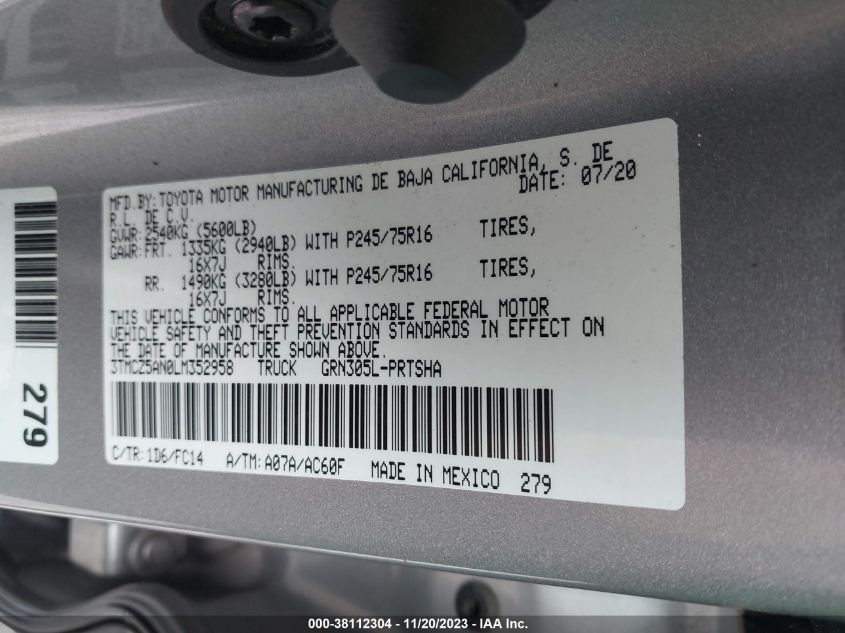 MFD.BY:TOYOTA MOTOR MANUFACTURING DE BAJA CALIFORNIA, S. DE
R.L. DE C.V. DATE: 07/20
GVWR:2540KG (5600LB)
GAWR:FRT. 1335KG (2940LB) WITH P245/75R16 TIRES,
16X7J RIMS.
RR. 1490KG (3280LB) WITH P245/75R16 TIRES,
16X7J RIMS.
THIS VEHICLE CONFORMS TO ALL APPLICABLE FEDERAL MOTOR
VEHICLE SAFETY AND THEFT PREVENTION STANDARDS IN EFFECT ON
THE DATE OF MANUFACTURE SHOWN ABOVE.
3TMCZ5AN0LM352958 TRUCK GRN305L-PRTSHA
C/TR:1D6/FC14 A/TM:A07A/AC60F MADE IN MEXICO 279
279
000-38112304 - 11/20/2023 - IAA Inc.